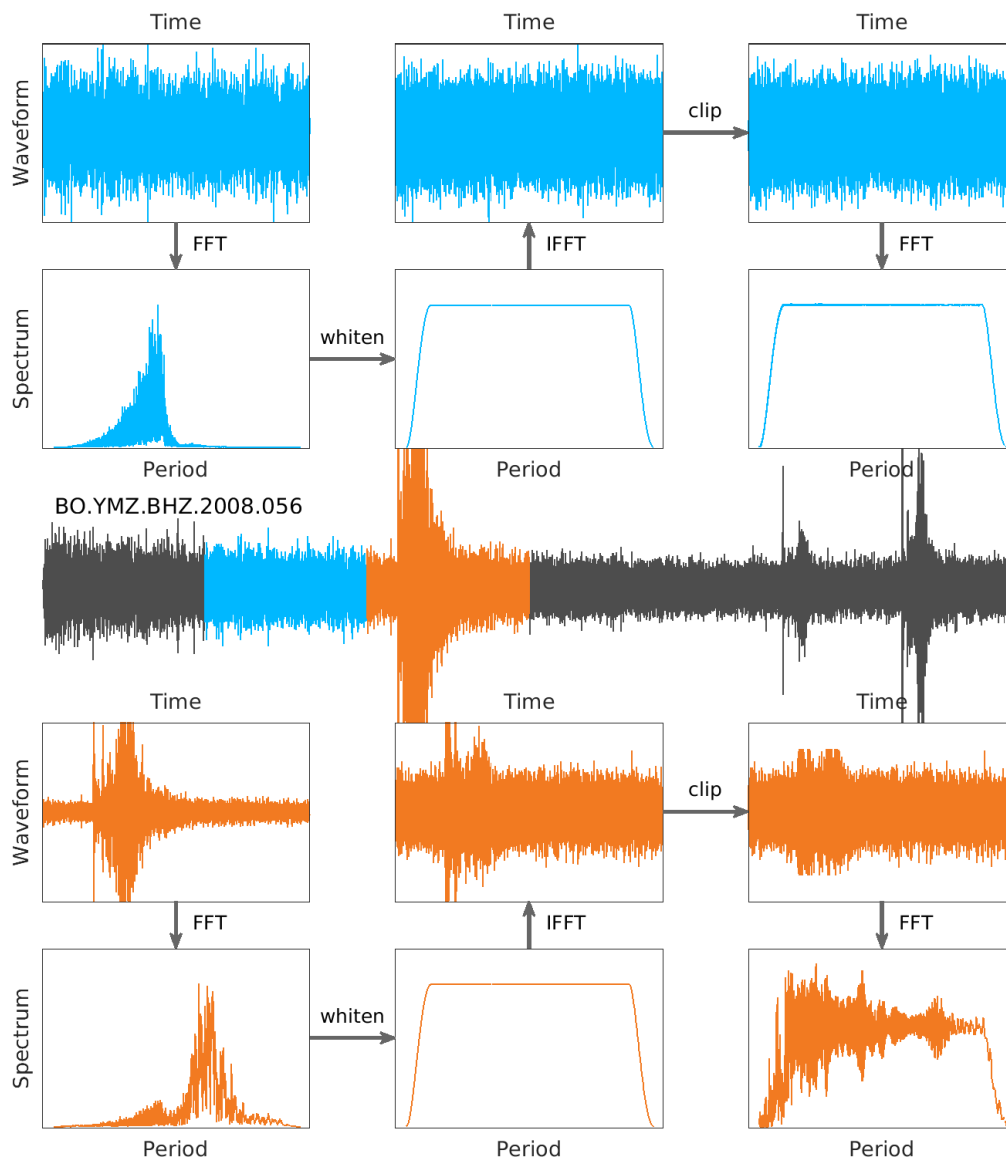 Time
Time
Time
Waveform
clip
FFT
IFFT
FFT
Spectrum
whiten
Period
Period
Period
BO.YMZ.BHZ.2008.056
Time
Time
Time
Waveform
clip
FFT
IFFT
FFT
Spectrum
whiten
Period
Period
Period